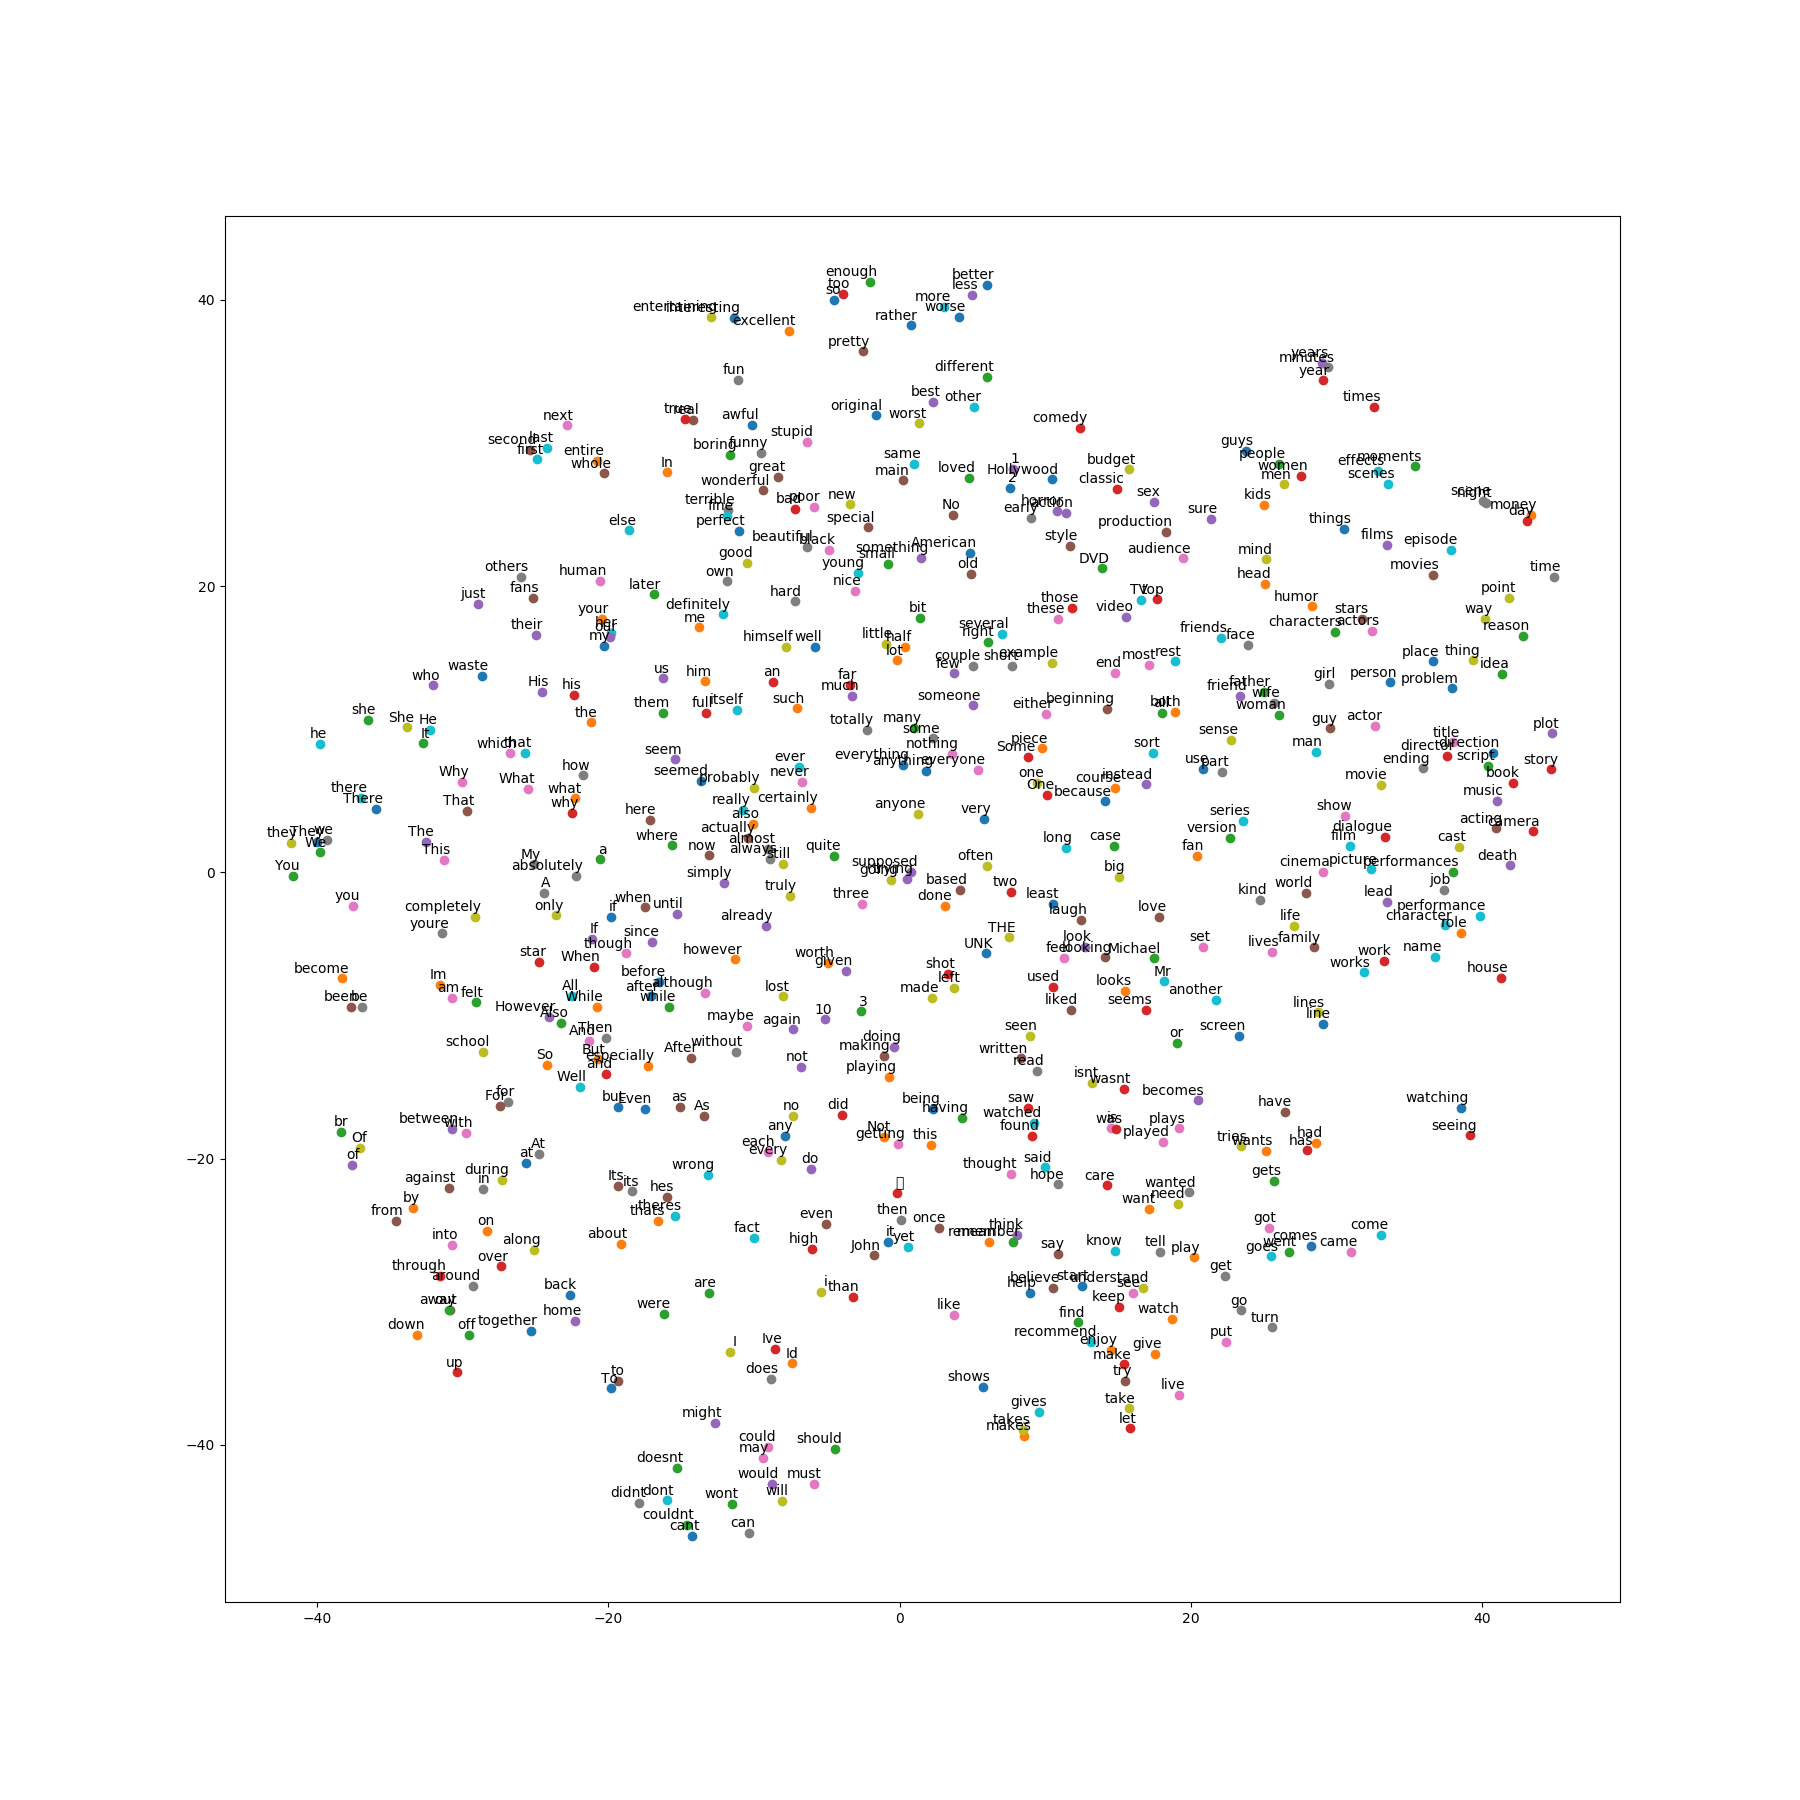 enough
too
so
better
less
more
worse
rather
entertaining
interesting
excellent
pretty
fun
different
years
minutes
year
times
best
other
original
worst
comedy
next
true
real
awful
stupid
second
last
first
entire
whole
In
boring
funny
great
wonderful
same
main
loved
1
Hollywood
2
budget
classic
guys
people
women
men
effects
moments
scenes
terrible
fine
perfect
bad
poor
new
special
No
horror
action
early
sex
sure
kids
scene
night
money
day
else
beautiful
black
something
small
American
style
production
audience
things
films
episode
good
own
young
nice
old
DVD
mind
head
movies
time
others
fans
human
later
just
hard
definitely
me
those
these
video
TV
top
humor
point
way
stars
actors
characters
reason
your
her
our
my
their
himself
well
bit
little
half
lot
several
right
couple
short
few
example
friends
face
end
most
rest
place
thing
idea
person
problem
girl
waste
who
His
his
us
him
an
far
much
someone
father
friend
wife
woman
she
She
He
It
he
the
them
full
itself
such
totally
many
some
either
beginning
both
all
guy
actor
title
plot
which
that
how
seem
seemed
ever
never
everything
anything
nothing
everyone
Some
piece
sort
sense
man
director
direction
script
ending
story
Why
What
what
why
That
there
There
probably
really
certainly
one
One
course
instead
because
use
part
movie
book
music
here
also
actually
almost
always
still
anyone
very
series
version
show
dialogue
film
acting
camera
cast
they
They
we
We
You
The
This
where
now
quite
long
case
fan
picture
performances
cinema
death
My
absolutely
a
A
simply
truly
supposed
going
trying
often
based
two
big
least
kind
world
lead
job
you
youre
completely
only
if
when
until
already
three
done
laugh
love
life
performance
character
role
If
though
since
THE
UNK
look
feel
looking
Michael
set
lives
family
work
works
name
house
star
When
however
worth
given
become
been
be
Im
am
felt
before
after
although
while
All
While
lost
shot
left
made
used
looks
seems
liked
Mr
another
lines
line
However
Also
And
Then
But
and
maybe
again
10
3
school
So
Well
especially
After
without
not
doing
making
playing
seen
written
read
or
screen
isnt
wasnt
becomes
For
for
but
Even
as
As
no
any
did
being
having
saw
watched
found
was
is
plays
played
have
had
has
watching
seeing
br
Of
of
between
with
At
at
each
every
Not
getting
this
tries
wants
against
during
in
Its
its
hes
theres
thats
wrong
do
thought
said
hope
care
wanted
want
need
gets
by
from
on
into
over
along
about
fact
even
high
then
it
yet
John
once
think
remember
mean
say
know
tell
play
got
goes
went
comes
came
come
through
around
away
out
down
off
up
together
back
home
were
are
i
than
like
believe
help
start
understand
see
keep
get
go
turn
find
watch
put
recommend
enjoy
give
make
try
I
Ive
Id
does
To
to
shows
gives
takes
makes
take
let
live
might
could
may
should
doesnt
would
must
will
didnt
dont
wont
couldnt
cant
can
40
20
0
−20
−40
−40
−20
0
20
40